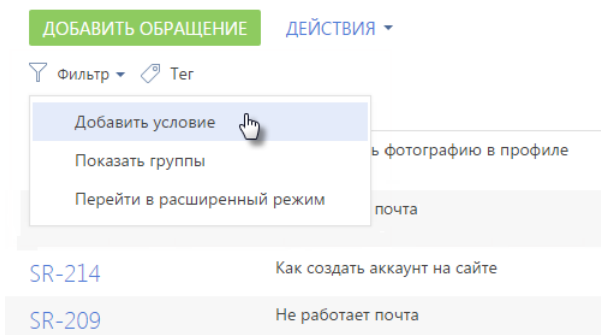 ДОБАВИТЬ ОБРАЩЕНИЕ ДЕЙСТВИЯ
Фильтр Тег
Добавить условие
фотографию в профиле
Показать группы
Перейти в расширенный режим
почта
SR-214 Как создать аккаунт на сайте
SR-209 Не работает почта